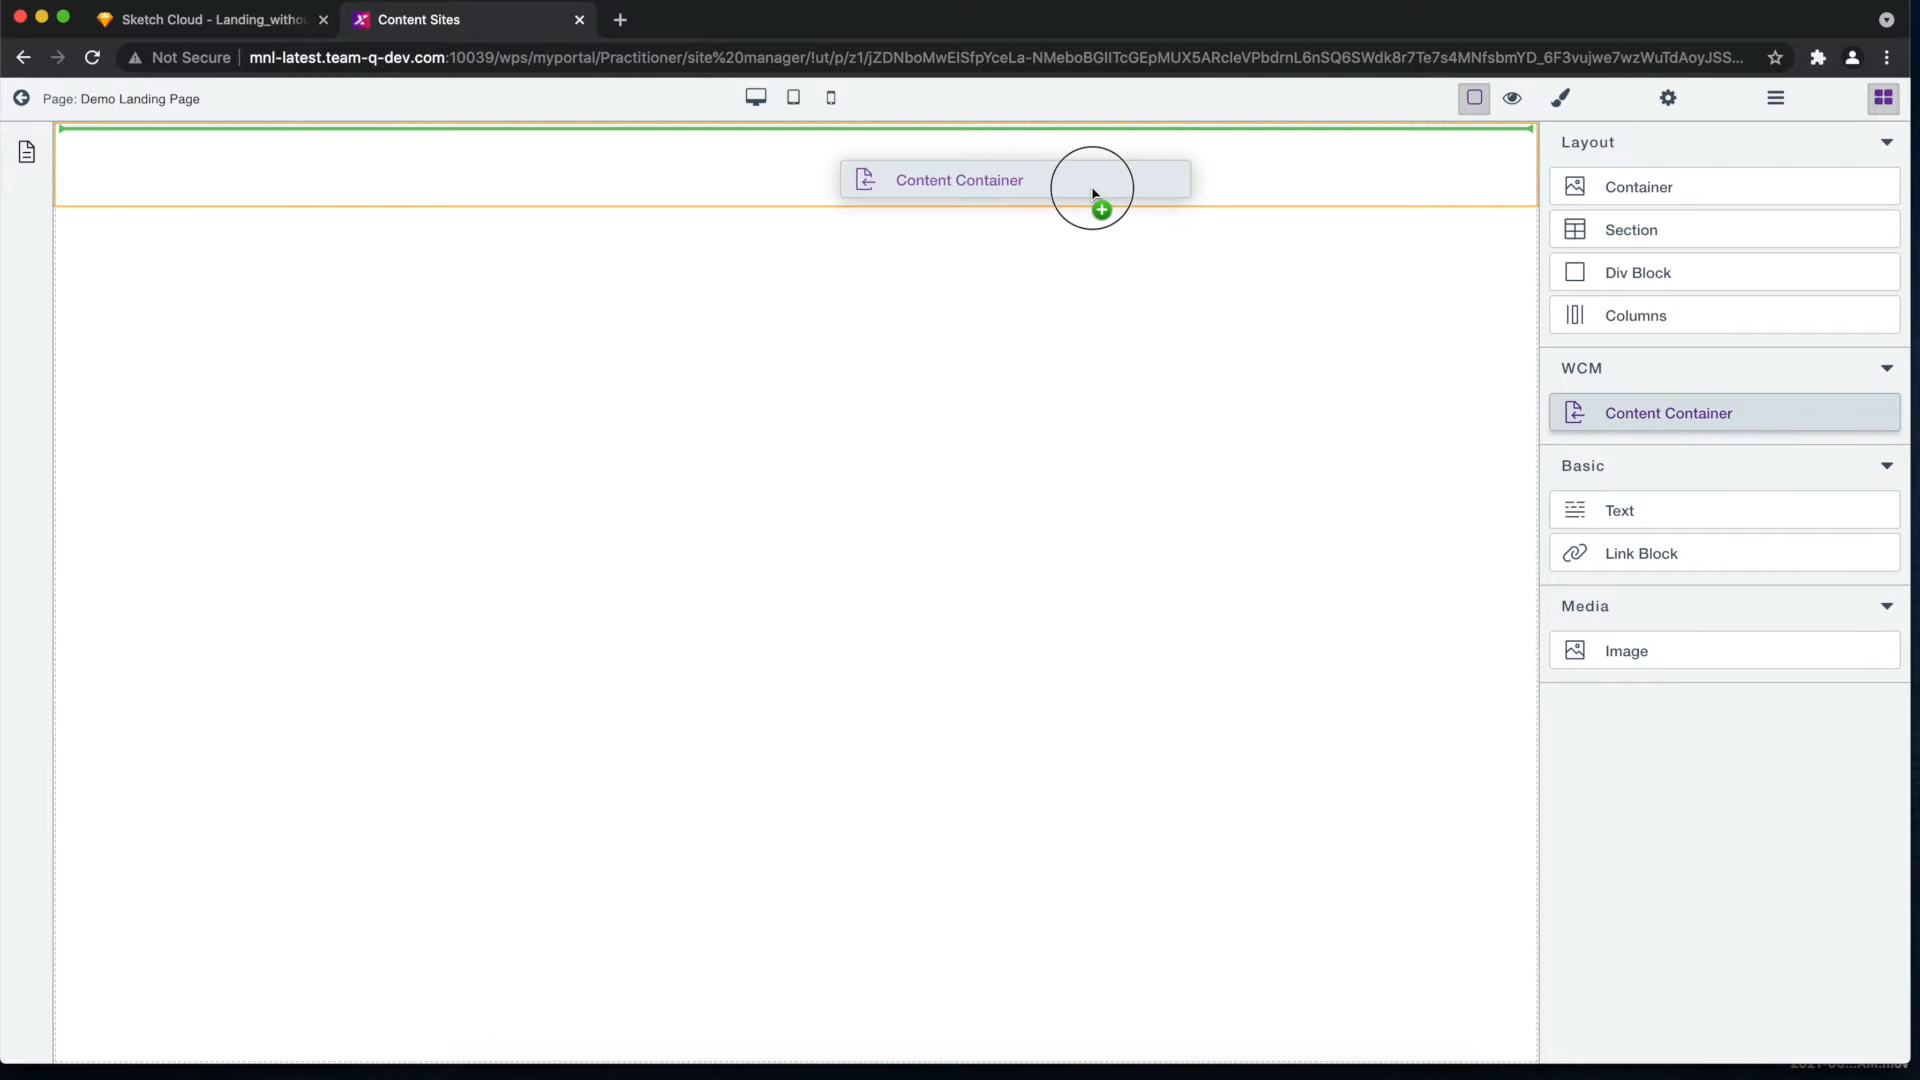 Sketch Cloud - Landing_witho
Content Sites
Not Secure
mnl-latest.team-q-dev.com:10039/wps/myportal/Practitioner/site%20manager/!ut/p/z1/jZDNboMwEISfpYceLa-NMeboBGIITcGEpMUX5ARcIeVPbdrnL6nSQ6SWdk8r7Te7s4MNfsbmYD_6F3vujwe7wzWuTdAoyJSS...
Page: Demo Landing Page
Content Container
Layout
Container
Section
Div Block
Columns
WCM
Content Container
Basic
Text
Link Block
Media
Image